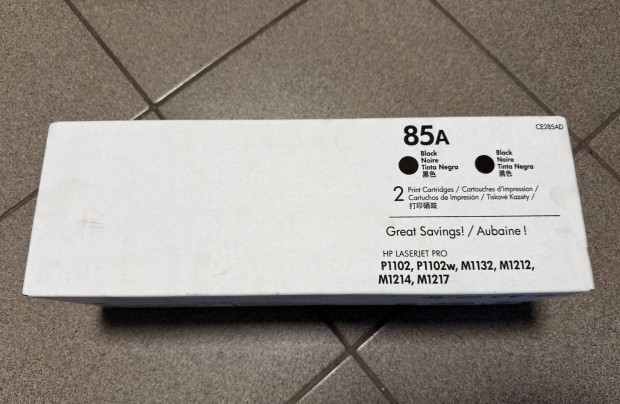 85A
CE285AD
Black
Noire
Tinta Negra
黑色
Black
Noire
Tinta Negra
黑色
2 Print Cartridges / Cartouches d'impression /
Cartuchos de Impresión / Tiskavé Kazety /
打印硒鼓
Great Savings! / Aubaine !
HP LASERJET PRO
P1102, P1102w, M1132, M1212,
M1214, M1217